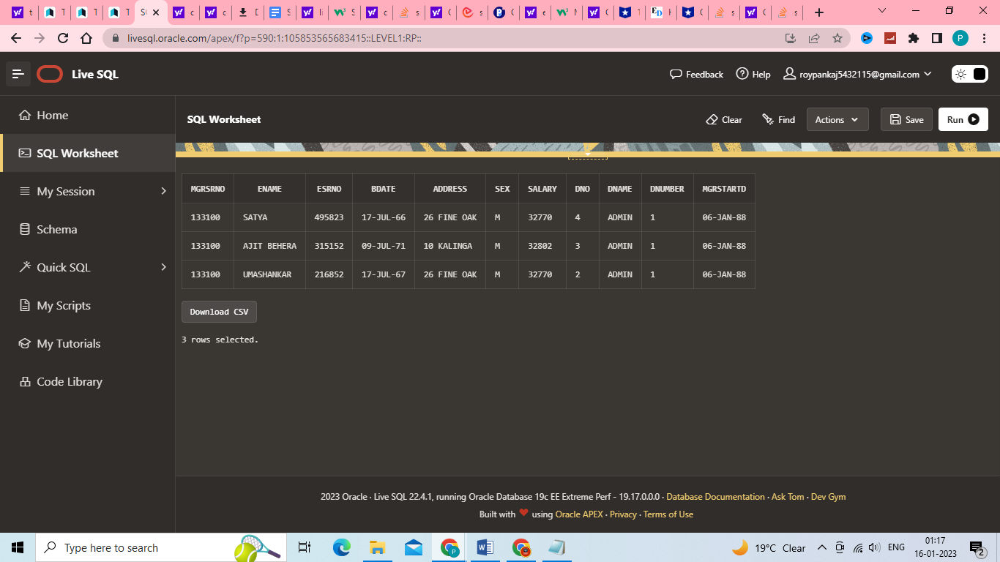 livesql.oracle.com/apex/f?p=590:1:105853565683415::LEVEL1:RP::
P
Live SQL
Feedback
Help
roypankaj5432115@gmail.com
Home
SQL Worksheet
My Session
Schema
Quick SQL
My Scripts
My Tutorials
Code Library
SQL Worksheet
Clear
Find
Actions
Save
Run
MGRSRNO ENAME ESRNO BDATE ADDRESS SEX SALARY DNO DNAME DNUMBER MGRSTARTD
133100 SATYA 495823 17-JUL-66 26 FINE OAK M 32770 4 ADMIN 1 06-JAN-88
133100 AJIT BEHERA 315152 09-JUL-71 10 KALINGA M 32802 3 ADMIN 1 06-JAN-88
133100 UMASHANKAR 216852 17-JUL-67 26 FINE OAK M 32770 2 ADMIN 1 06-JAN-88
Download CSV
3 rows selected.
2023 Oracle · Live SQL 22.4.1, running Oracle Database 19c EE Extreme Perf - 19.17.0.0.0 · Database Documentation · Ask Tom · Dev Gym
Built with ❤ using Oracle APEX · Privacy · Terms of Use
Type here to search
19°C Clear
ENG
01:17
16-01-2023
2